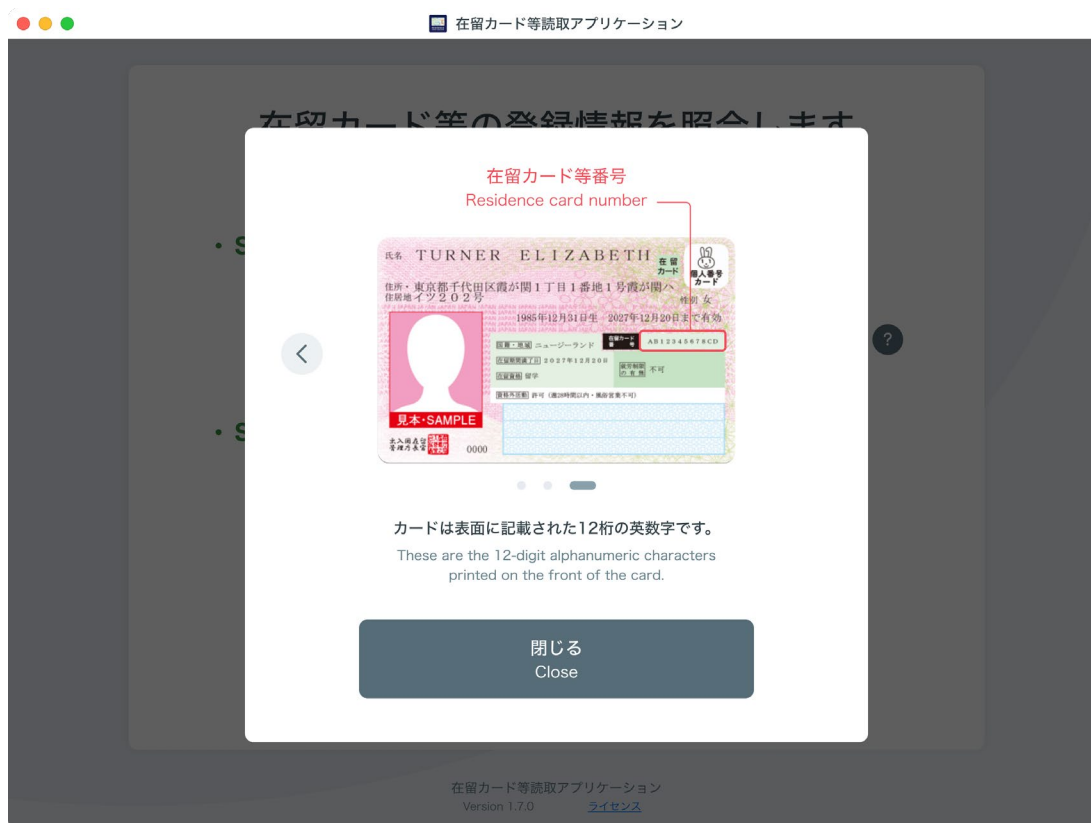 在留カード等読取アプリケーション
在留カード等の登録情報を照合します
在留カード等番号
Residence card number
氏名 TURNER ELIZABETH
在留
カード
個人番号
カード
住所・東京都千代田区霞が関1丁目1番地1号霞が関ハ
住居地イツ202号
性別 女
1985年12月31日生 2027年12月20日まで有効
国籍・地域 ニュージーランド
在留カード
番号
AB12345678CD
在留期間満了日 2027年12月20日
就労制限
の有無
不可
在留資格 留学
資格外活動 許可(週28時間以内・風俗営業不可)
見本・SAMPLE
出入国在留
管理庁長官
0000
・S
・S
?
カードは表面に記載された12桁の英数字です。
These are the 12-digit alphanumeric characters
printed on the front of the card.
閉じる
Close
在留カード等読取アプリケーション
Version 1.7.0 ライセンス